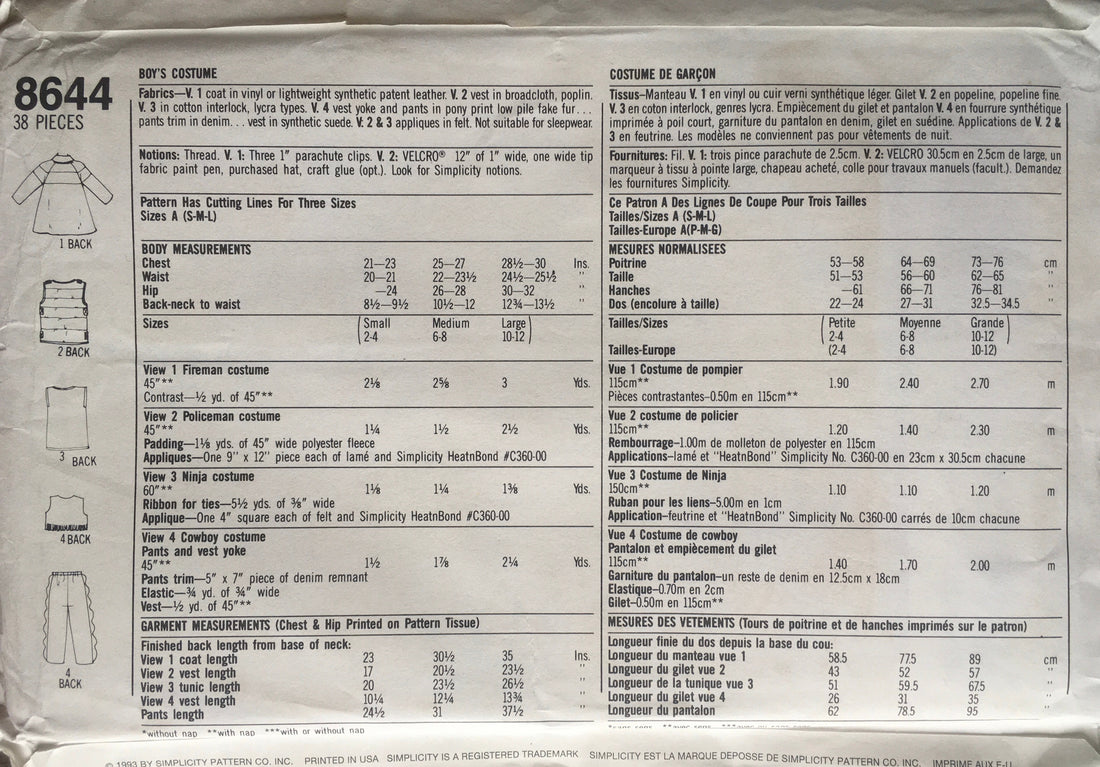 8644
38 PIECES
1 BACK
2 BACK
3 BACK
4 BACK
4
BACK
BOY'S COSTUME
Fabrics—V. 1 coat in vinyl or lightweight synthetic patent leather. V. 2 vest in broadcloth, poplin.
V. 3 in cotton interlock, lycra types. V. 4 vest yoke and pants in pony print low pile fake fur...
pants trim in denim... vest in synthetic suede. V. 2 & 3 appliques in felt. Not suitable for sleepwear.
Notions: Thread. V. 1: Three 1" parachute clips. V. 2: VELCRO® 12" of 1" wide, one wide tip
fabric paint pen, purchased hat, craft glue (opt.). Look for Simplicity notions.
Pattern Has Cutting Lines For Three Sizes
Sizes A (S-M-L)
BODY MEASUREMENTS
Chest 21—23 25—27 28½—30 Ins.
Waist 20—21 22—23½ 24½—25½ "
Hip —24 26—28 30—32 "
Back-neck to waist 8½—9½ 10½—12 12¾—13½ "
Sizes (Small Medium Large)
2-4 6-8 10-12
View 1 Fireman costume
45"** 2⅛ 2⅝ 3 Yds.
Contrast—½ yd. of 45"**
View 2 Policeman costume
45"** 1¼ 1½ 2½ Yds.
Padding—1⅛ yds. of 45" wide polyester fleece
Appliques—One 9" x 12" piece each of lamé and Simplicity HeatnBond #C360-00
View 3 Ninja costume
60"** 1⅛ 1¼ 1⅜ Yds.
Ribbon for ties—5½ yds. of ⅜" wide
Applique—One 4" square each of felt and Simplicity HeatnBond #C360-00
View 4 Cowboy costume
Pants and vest yoke
45"** 1½ 1⅞ 2¼ Yds.
Pants trim—5" x 7" piece of denim remnant
Elastic—¾ yd. of ¾" wide
Vest—½ yd. of 45"**
GARMENT MEASUREMENTS (Chest & Hip Printed on Pattern Tissue)
Finished back length from base of neck:
View 1 coat length 23 30½ 35 Ins.
View 2 vest length 17 20½ 23½ "
View 3 tunic length 20 23½ 26½ "
View 4 vest length 10¼ 12¼ 13¾ "
Pants length 24½ 31 37½ "
*without nap **with nap ***with or without nap
COSTUME DE GARÇON
Tissus—Manteau V. 1 en vinyl ou cuir verni synthétique léger. Gilet V. 2 en popeline, popeline fine.
V. 3 en coton interlock, genres lycra. Empiècement du gilet et pantalon V. 4 en fourrure synthétique
imprimée à poil court, garniture du pantalon en denim, gilet en suédine. Applications de V. 2 &
3 en feutrine. Les modèles ne conviennent pas pour vêtements de nuit.
Fournitures: Fil. V. 1: trois pince parachute de 2.5cm. V. 2: VELCRO 30.5cm en 2.5cm de large, un
marqueur à tissu à pointe large, chapeau acheté, colle pour travaux manuels (facult.). Demandez
les fournitures Simplicity.
Ce Patron A Des Lignes De Coupe Pour Trois Tailles
Tailles/Sizes A (S-M-L)
Tailles-Europe A(P-M-G)
MESURES NORMALISEES
Poitrine 53—58 64—69 73—76 cm
Taille 51—53 56—60 62—65 "
Hanches —61 66—71 76—81 "
Dos (encolure à taille) 22—24 27—31 32.5—34.5 "
Tailles/Sizes (Petite Moyenne Grande)
2-4 6-8 10-12
Tailles-Europe (2-4 6-8 10-12)
Vue 1 Costume de pompier
115cm** 1.90 2.40 2.70 m
Pièces contrastantes–0.50m en 115cm**
Vue 2 costume de policier
115cm** 1.20 1.40 2.30 m
Rembourrage–1.00m de molleton de polyester en 115cm
Applications–lamé et "HeatnBond" Simplicity No. C360-00 en 23cm x 30.5cm chacune
Vue 3 Costume de Ninja
150cm** 1.10 1.10 1.20 m
Ruban pour les liens–5.00m en 1cm
Application–feutrine et "HeatnBond" Simplicity No. C360-00 carrés de 10cm chacune
Vue 4 Costume de cowboy
Pantalon et empiècement du gilet
115cm** 1.40 1.70 2.00 m
Garniture du pantalon–un reste de denim en 12.5cm x 18cm
Elastique–0.70m en 2cm
Gilet–0.50m en 115cm**
MESURES DES VETEMENTS (Tours de poitrine et de hanches imprimés sur le patron)
Longueur finie du dos depuis la base du cou:
Longueur du manteau vue 1 58.5 77.5 89 cm
Longueur du gilet vue 2 43 52 57 "
Longueur de la tunique vue 3 51 59.5 67.5 "
Longueur du gilet vue 4 26 31 35 "
Longueur du pantalon 62 78.5 95 "
© 1993 BY SIMPLICITY PATTERN CO. INC. PRINTED IN USA SIMPLICITY IS A REGISTERED TRADEMARK SIMPLICITY EST LA MARQUE DEPOSSE DE SIMPLICITY PATTERN CO. INC. IMPRIME AUX E-U